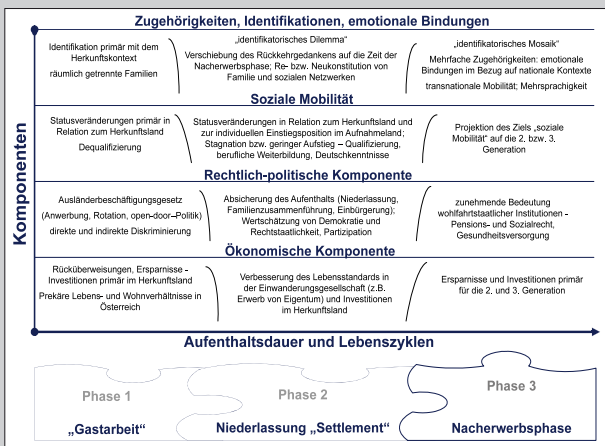 Zugehörigkeiten, Identifikationen, emotionale Bindungen
Identifikation primär mit dem
Herkunftskontext
räumlich getrennte Familien
„identifikatorisches Dilemma"
Verschiebung des Rückkehrgedankens auf die Zeit der
Nacherwerbsphase; Re- bzw. Neukonstitution von
Familie und sozialen Netzwerken
„identifikatorisches Mosaik"
Mehrfache Zugehörigkeiten: emotionale
Bindungen im Bezug auf nationale Kontexte
transnationale Mobilität; Mehrsprachigkeit
Soziale Mobilität
Statusveränderungen primär in
Relation zum Herkunftsland
Dequalifizierung
Statusveränderungen in Relation zum Herkunftsland und
zur individuellen Einstiegsposition im Aufnahmeland;
Stagnation bzw. geringer Aufstieg – Qualifizierung,
berufliche Weiterbildung, Deutschkenntnisse
Projektion des Ziels „soziale
Mobilität" auf die 2. bzw. 3.
Generation
Rechtlich-politische Komponente
Ausländerbeschäftigungsgesetz
(Anwerbung, Rotation, open-door-Politik)
direkte und indirekte Diskriminierung
Absicherung des Aufenthalts (Niederlassung,
Familienzusammenführung, Einbürgerung);
Wertschätzung von Demokratie und
Rechtstaatlichkeit, Partizipation
zunehmende Bedeutung
wohlfahrtstaatlicher Institutionen -
Pensions- und Sozialrecht,
Gesundheitsversorgung
Ökonomische Komponente
Rücküberweisungen, Ersparnisse -
Investitionen primär im Herkunftsland
Prekäre Lebens- und Wohnverhältnisse in
Österreich
Verbesserung des Lebensstandards in
der Einwanderungsgesellschaft (z.B.
Erwerb von Eigentum) und Investitionen
im Herkunftsland
Ersparnisse und Investitionen primär
für die 2. und 3. Generation
Komponenten
Aufenthaltsdauer und Lebenszyklen
Phase 1
„Gastarbeit"
Phase 2
Niederlassung „Settlement"
Phase 3
Nacherwerbsphase